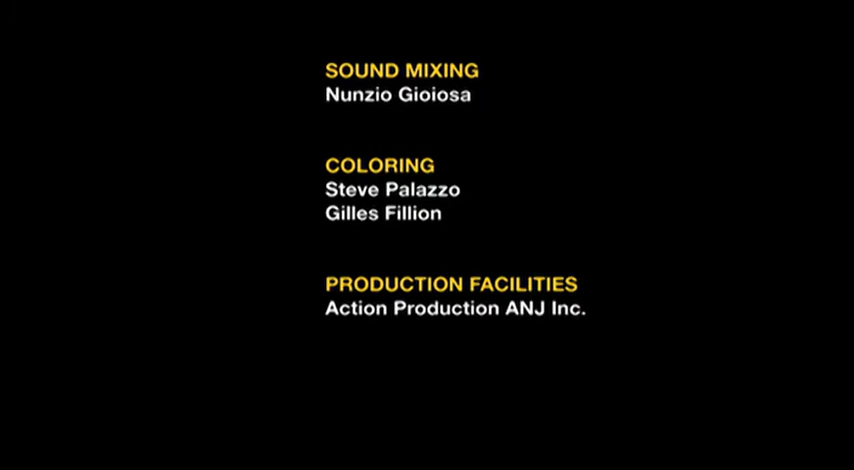 SOUND MIXING
Nunzio Gioiosa
COLORING
Steve Palazzo
Gilles Fillion
PRODUCTION FACILITIES
Action Production ANJ Inc.